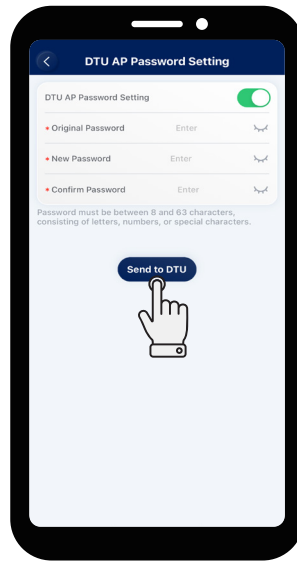 DTU AP Password Setting
DTU AP Password Setting
* Original Password Enter
* New Password Enter
* Confirm Password Enter
Password must be between 8 and 63 characters,
consisting of letters, numbers, or special characters.
Send to DTU